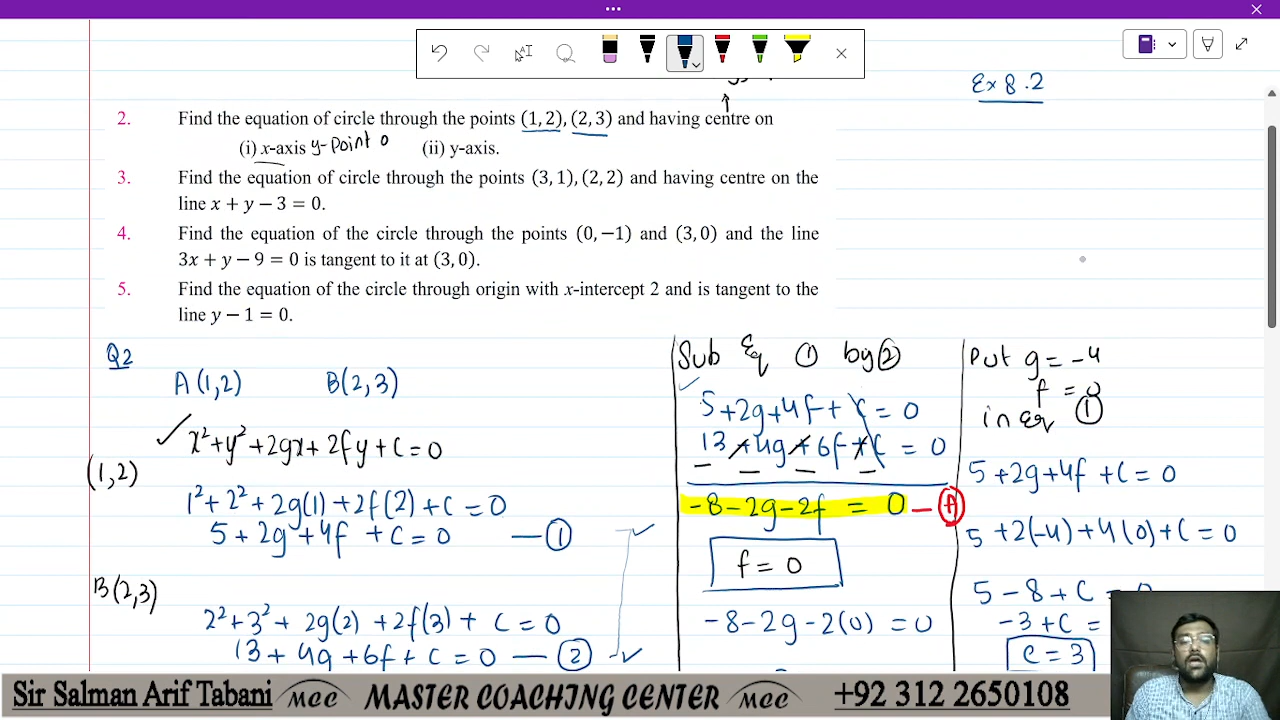 Ex 8.2
2. Find the equation of circle through the points (1, 2), (2, 3) and having centre on
(i) x-axis y-Point 0 (ii) y-axis.
3. Find the equation of circle through the points (3, 1), (2, 2) and having centre on the
line x + y − 3 = 0.
4. Find the equation of the circle through the points (0, −1) and (3, 0) and the line
3x + y − 9 = 0 is tangent to it at (3, 0).
5. Find the equation of the circle through origin with x-intercept 2 and is tangent to the
line y − 1 = 0.
Q2
A(1,2) B(2,3)
x²+y²+2gx+2fy+c=0
(1,2)
1²+2²+2g(1)+2f(2)+c=0
5+2g+4f+c=0 —①
B(2,3)
2²+3²+2g(2)+2f(3)+c=0
13+4g+6f+c=0 —②
Sub Eq ① by ②
5+2g+4f+c=0
13+4g+6f+c=0
− − − −
-8-2g-2f=0 —Ⓐ
f=0
-8-2g-2(0)=0
Put g=-4
f=0
in Eq ①
5+2g+4f+c=0
5+2(-4)+4(0)+c=0
5-8+c=
-3+c=
c=3
Sir Salman Arif Tabani MCC MASTER COACHING CENTER MCC +92 312 2650108